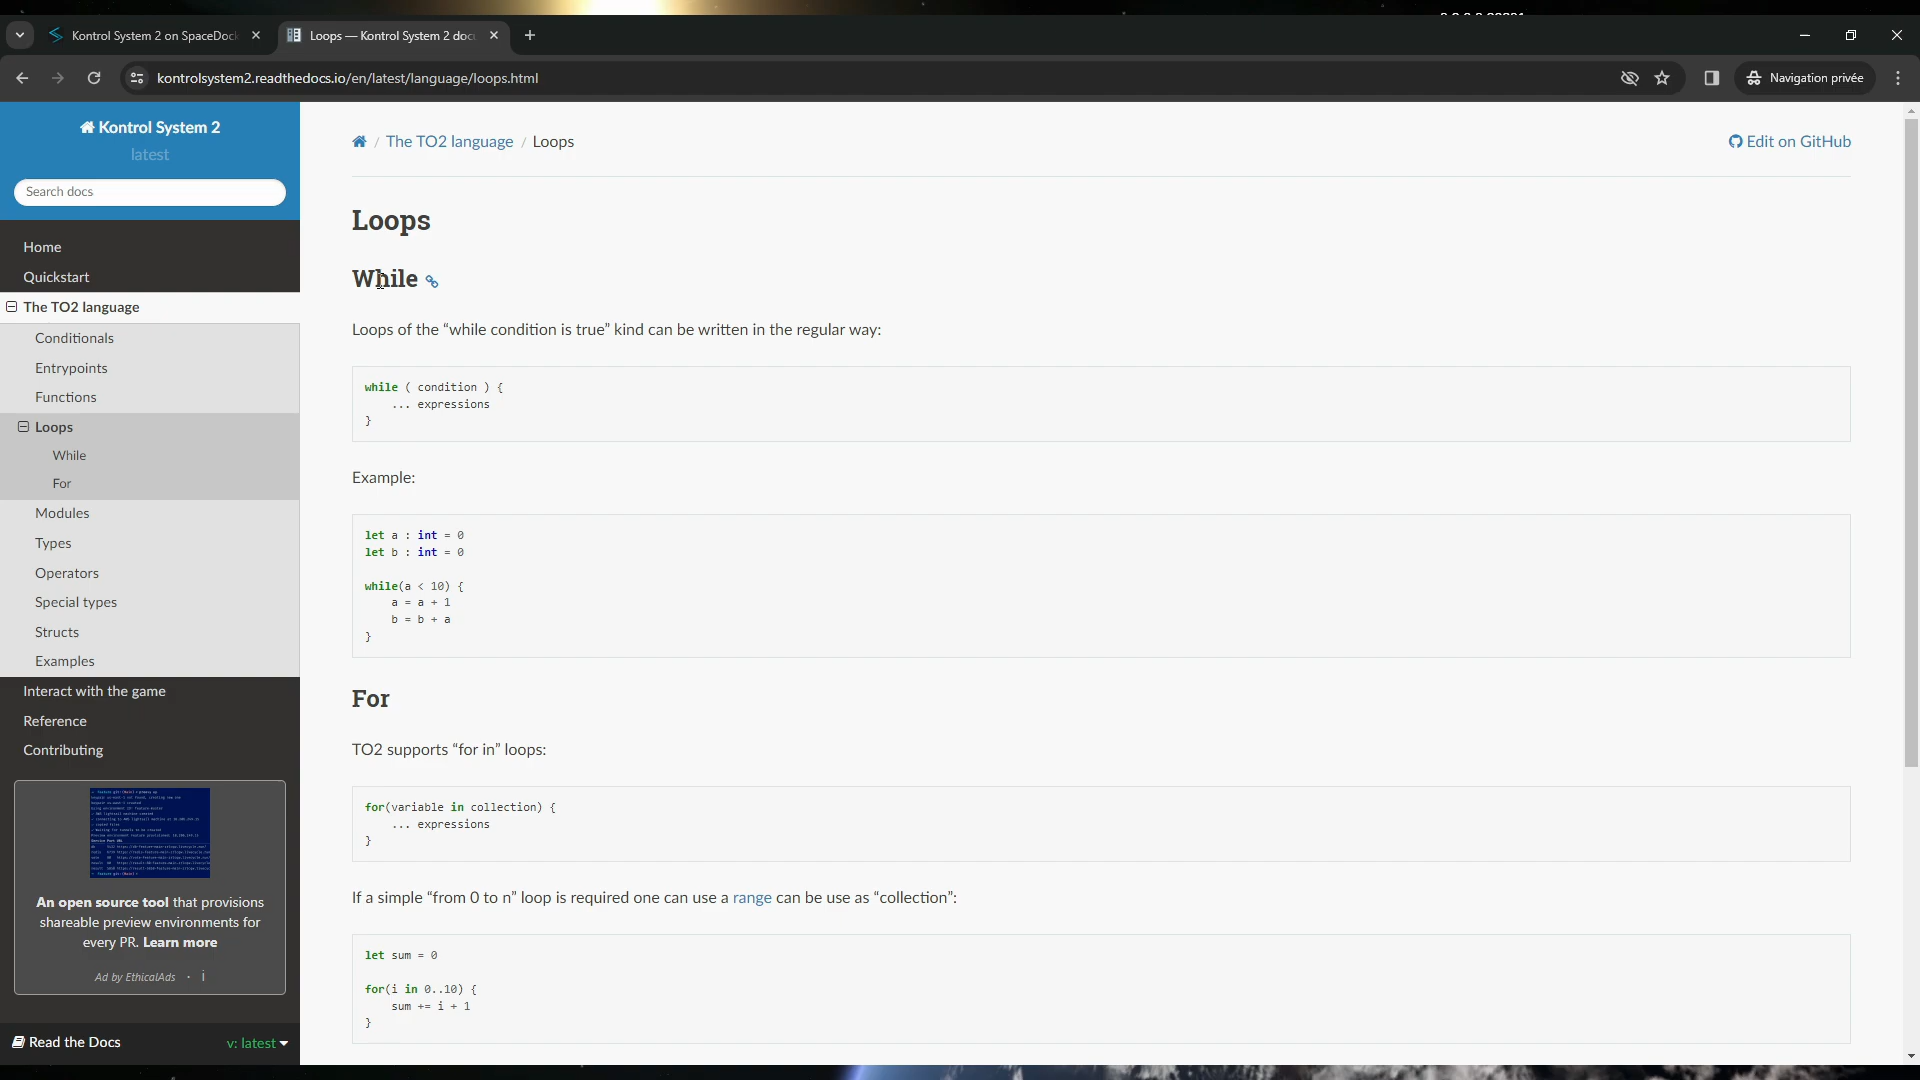 Kontrol System 2 on SpaceDock
Loops — Kontrol System 2 doc
kontrolsystem2.readthedocs.io/en/latest/language/loops.html
Navigation privée
Kontrol System 2
latest
Search docs
Home
Quickstart
The TO2 language
Conditionals
Entrypoints
Functions
Loops
While
For
Modules
Types
Operators
Special types
Structs
Examples
Interact with the game
Reference
Contributing
An open source tool that provisions
shareable preview environments for
every PR. Learn more
Ad by EthicalAds · i
Read the Docs
v: latest
/ The TO2 language / Loops
Edit on GitHub
Loops
While
Loops of the “while condition is true” kind can be written in the regular way:
while ( condition ) {
... expressions
}
Example:
let a : int = 0
let b : int = 0
while(a < 10) {
a = a + 1
b = b + a
}
For
TO2 supports “for in” loops:
for(variable in collection) {
... expressions
}
If a simple “from 0 to n” loop is required one can use a range can be use as “collection”:
let sum = 0
for(i in 0..10) {
sum += i + 1
}